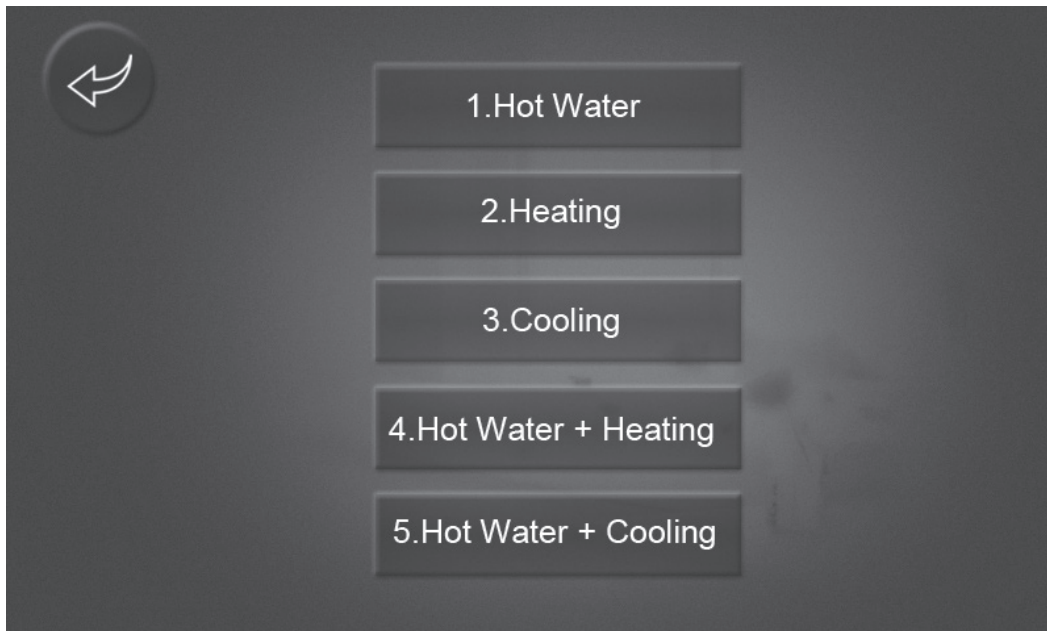 1.Hot Water
2.Heating
3.Cooling
4.Hot Water + Heating
5.Hot Water + Cooling